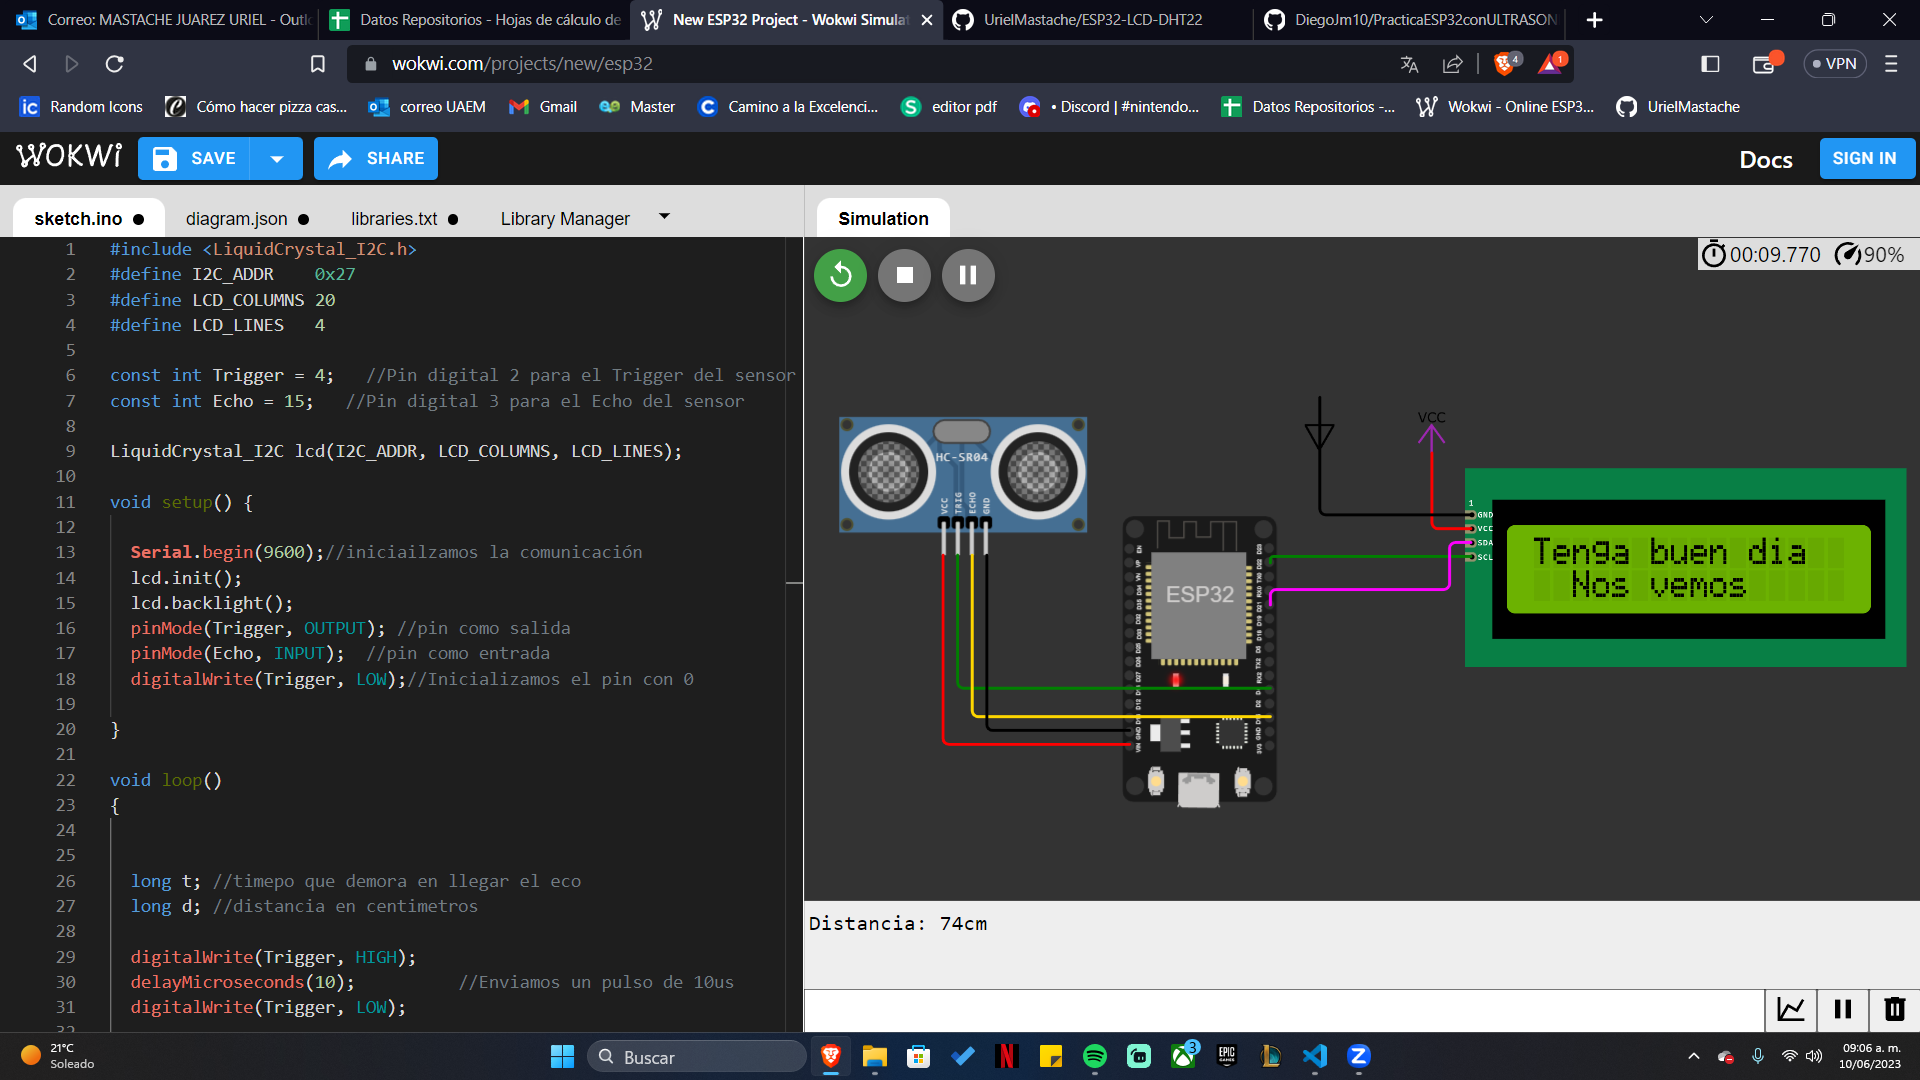 Correo: MASTACHE JUAREZ URIEL - Outl
Datos Repositorios - Hojas de cálculo de
New ESP32 Project - Wokwi Simulat
UrielMastache/ESP32-LCD-DHT22
DiegoJm10/PracticaESP32conULTRASON
wokwi.com/projects/new/esp32
4
1
VPN
Random Icons
Cómo hacer pizza cas...
correo UAEM
Gmail
Master
Camino a la Excelenci...
editor pdf
• Discord | #nintendo...
Datos Repositorios -...
Wokwi - Online ESP3...
UrielMastache
WOKWi
SAVE
SHARE
Docs
SIGN IN
sketch.ino ●
diagram.json ●
libraries.txt ●
Library Manager
Simulation
1 #include <LiquidCrystal_I2C.h>
2 #define I2C_ADDR    0x27
3 #define LCD_COLUMNS 20
4 #define LCD_LINES   4
5
6 const int Trigger = 4;   //Pin digital 2 para el Trigger del sensor
7 const int Echo = 15;   //Pin digital 3 para el Echo del sensor
8
9 LiquidCrystal_I2C lcd(I2C_ADDR, LCD_COLUMNS, LCD_LINES);
10
11 void setup() {
12
13   Serial.begin(9600);//iniciailzamos la comunicación
14   lcd.init();
15   lcd.backlight();
16   pinMode(Trigger, OUTPUT); //pin como salida
17   pinMode(Echo, INPUT);  //pin como entrada
18   digitalWrite(Trigger, LOW);//Inicializamos el pin con 0
19
20 }
21
22 void loop()
23 {
24
25
26   long t; //timepo que demora en llegar el eco
27   long d; //distancia en centimetros
28
29   digitalWrite(Trigger, HIGH);
30   delayMicroseconds(10);          //Enviamos un pulso de 10us
31   digitalWrite(Trigger, LOW);
32
00:09.770
90%
HC-SR04
VCC
TRIG
ECHO
GND
ESP32
VCC
1
GND
VCC
SDA
SCL
Tenga buen dia
Nos vemos
Distancia: 74cm
21°C
Soleado
Buscar
3
09:06 a. m.
10/06/2023